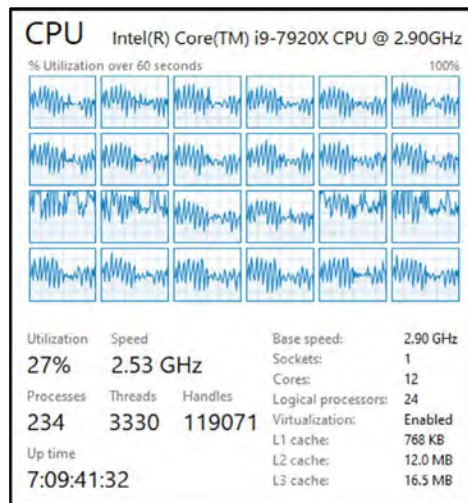 CPU Intel(R) Core(TM) i9-7920X CPU @ 2.90GHz
% Utilization over 60 seconds 100%
Utilization Speed
27% 2.53 GHz
Processes Threads Handles
234 3330 119071
Up time
7:09:41:32
Base speed: 2.90 GHz
Sockets: 1
Cores: 12
Logical processors: 24
Virtualization: Enabled
L1 cache: 768 KB
L2 cache: 12.0 MB
L3 cache: 16.5 MB